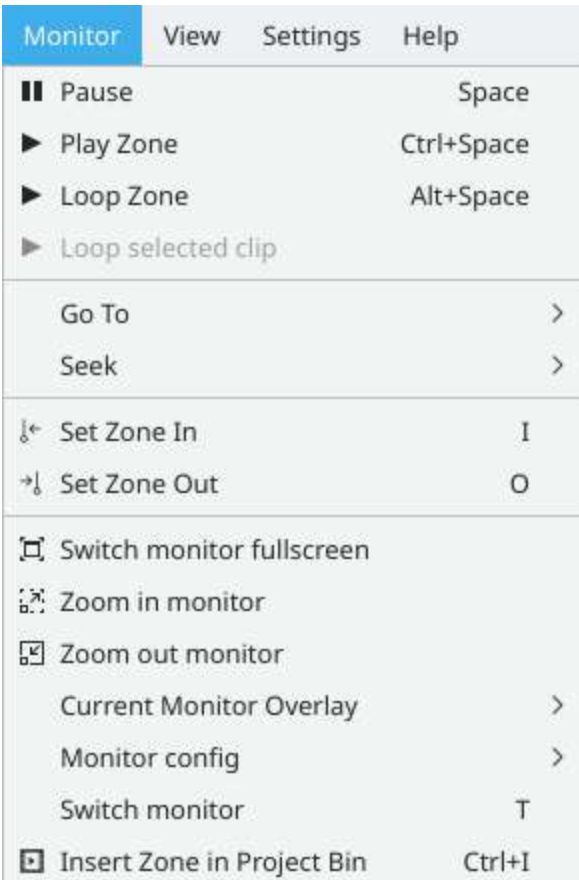 Monitor View Settings Help
Pause Space
Play Zone Ctrl+Space
Loop Zone Alt+Space
Loop selected clip
Go To
Seek
Set Zone In I
Set Zone Out O
Switch monitor fullscreen
Zoom in monitor
Zoom out monitor
Current Monitor Overlay
Monitor config
Switch monitor T
Insert Zone in Project Bin Ctrl+I